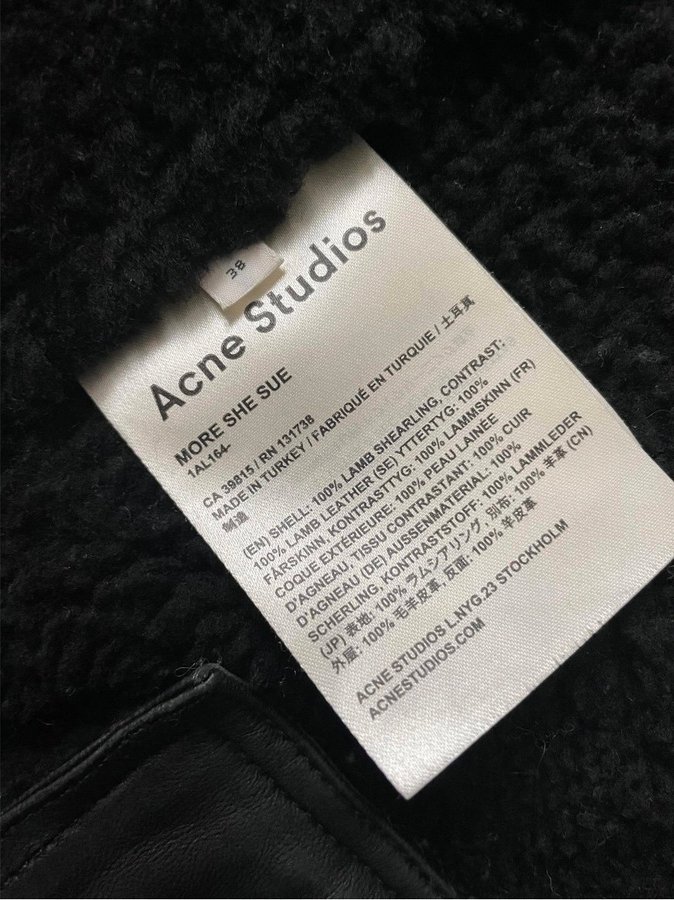 38
Acne Studios
MORE SHE SUE
1AL164-
CA 39815 / RN 131738
MADE IN TURKEY / FABRIQUÉ EN TURQUIE / 土耳其
制造
(EN) SHELL: 100% LAMB SHEARLING, CONTRAST:
100% LAMB LEATHER (SE) YTTERTYG: 100%
FÅRSKINN, KONTRASTTYG: 100% LAMMSKINN (FR)
COQUE EXTÉRIEURE: 100% PEAU LAINÉE
D'AGNEAU, TISSU CONTRASTANT: 100% CUIR
D'AGNEAU (DE) AUSSENMATERIAL: 100%
SCHERLING, KONTRASTSTOFF: 100% LAMMLEDER
(JP) 表地: 100% ラムシアリング, 別布: 100% 羊革 (CN)
外层: 100% 毛羊皮革, 反面: 100% 羊皮革
ACNE STUDIOS L.NYG.23 STOCKHOLM
ACNESTUDIOS.COM